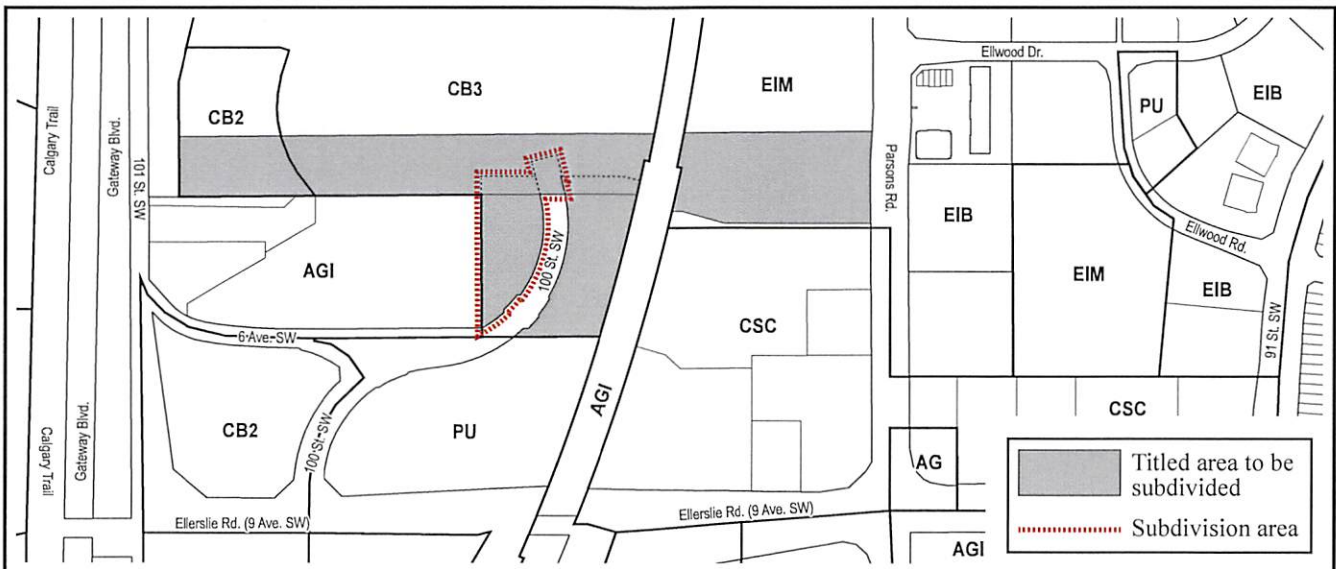 Ellwood Dr.
CB3
EIM
CB2
PU
EIB
Calgary Trail
Gateway Blvd.
101 St. SW
Parsons Rd.
EIB
Ellwood Rd.
AGI
100 St. SW
EIM
EIB
91 St. SW
CSC
6 Ave. SW
AGI
CB2
PU
100 St. SW
CSC
Gateway Blvd.
Calgary Trail
AG
Titled area to be
subdivided
Ellerslie Rd. (9 Ave. SW)
Ellerslie Rd. (9 Ave. SW)
Subdivision area
AGI